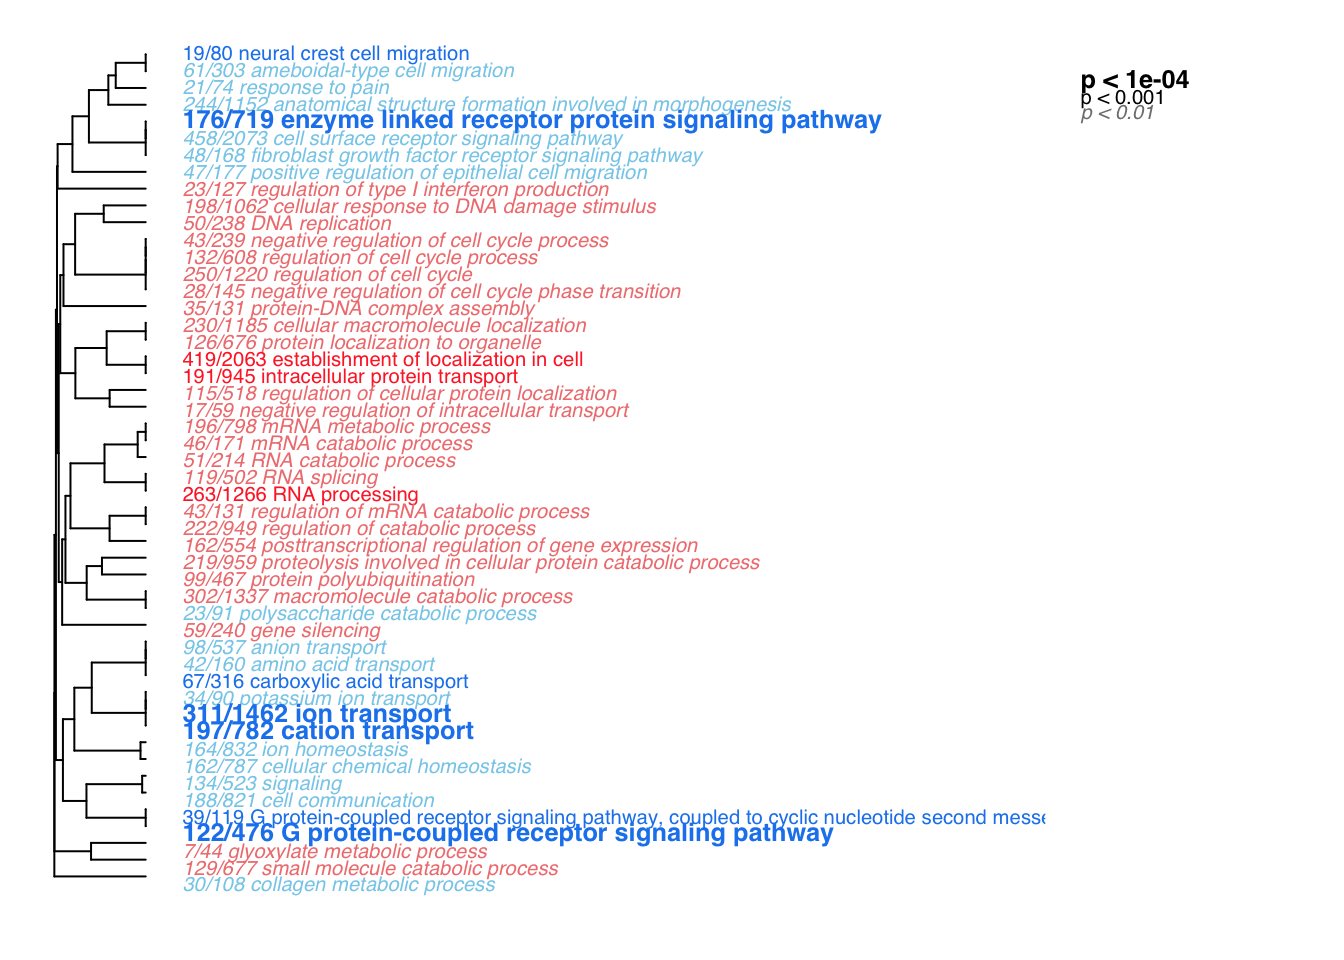 19/80 neural crest cell migration
61/303 ameboidal-type cell migration
21/74 response to pain
244/1152 anatomical structure formation involved in morphogenesis
176/719 enzyme linked receptor protein signaling pathway
458/2073 cell surface receptor signaling pathway
48/168 fibroblast growth factor receptor signaling pathway
47/177 positive regulation of epithelial cell migration
23/127 regulation of type I interferon production
198/1062 cellular response to DNA damage stimulus
50/238 DNA replication
43/239 negative regulation of cell cycle process
132/608 regulation of cell cycle process
250/1220 regulation of cell cycle
28/145 negative regulation of cell cycle phase transition
35/131 protein-DNA complex assembly
230/1185 cellular macromolecule localization
126/676 protein localization to organelle
419/2063 establishment of localization in cell
191/945 intracellular protein transport
115/518 regulation of cellular protein localization
17/59 negative regulation of intracellular transport
196/798 mRNA metabolic process
46/171 mRNA catabolic process
51/214 RNA catabolic process
119/502 RNA splicing
263/1266 RNA processing
43/131 regulation of mRNA catabolic process
222/949 regulation of catabolic process
162/554 posttranscriptional regulation of gene expression
219/959 proteolysis involved in cellular protein catabolic process
99/467 protein polyubiquitination
302/1337 macromolecule catabolic process
23/91 polysaccharide catabolic process
59/240 gene silencing
98/537 anion transport
42/160 amino acid transport
67/316 carboxylic acid transport
34/90 potassium ion transport
311/1462 ion transport
197/782 cation transport
164/832 ion homeostasis
162/787 cellular chemical homeostasis
134/523 signaling
188/821 cell communication
39/119 G protein-coupled receptor signaling pathway, coupled to cyclic nucleotide second messe
122/476 G protein-coupled receptor signaling pathway
7/44 glyoxylate metabolic process
129/677 small molecule catabolic process
30/108 collagen metabolic process
p < 1e-04
p < 0.001
p < 0.01